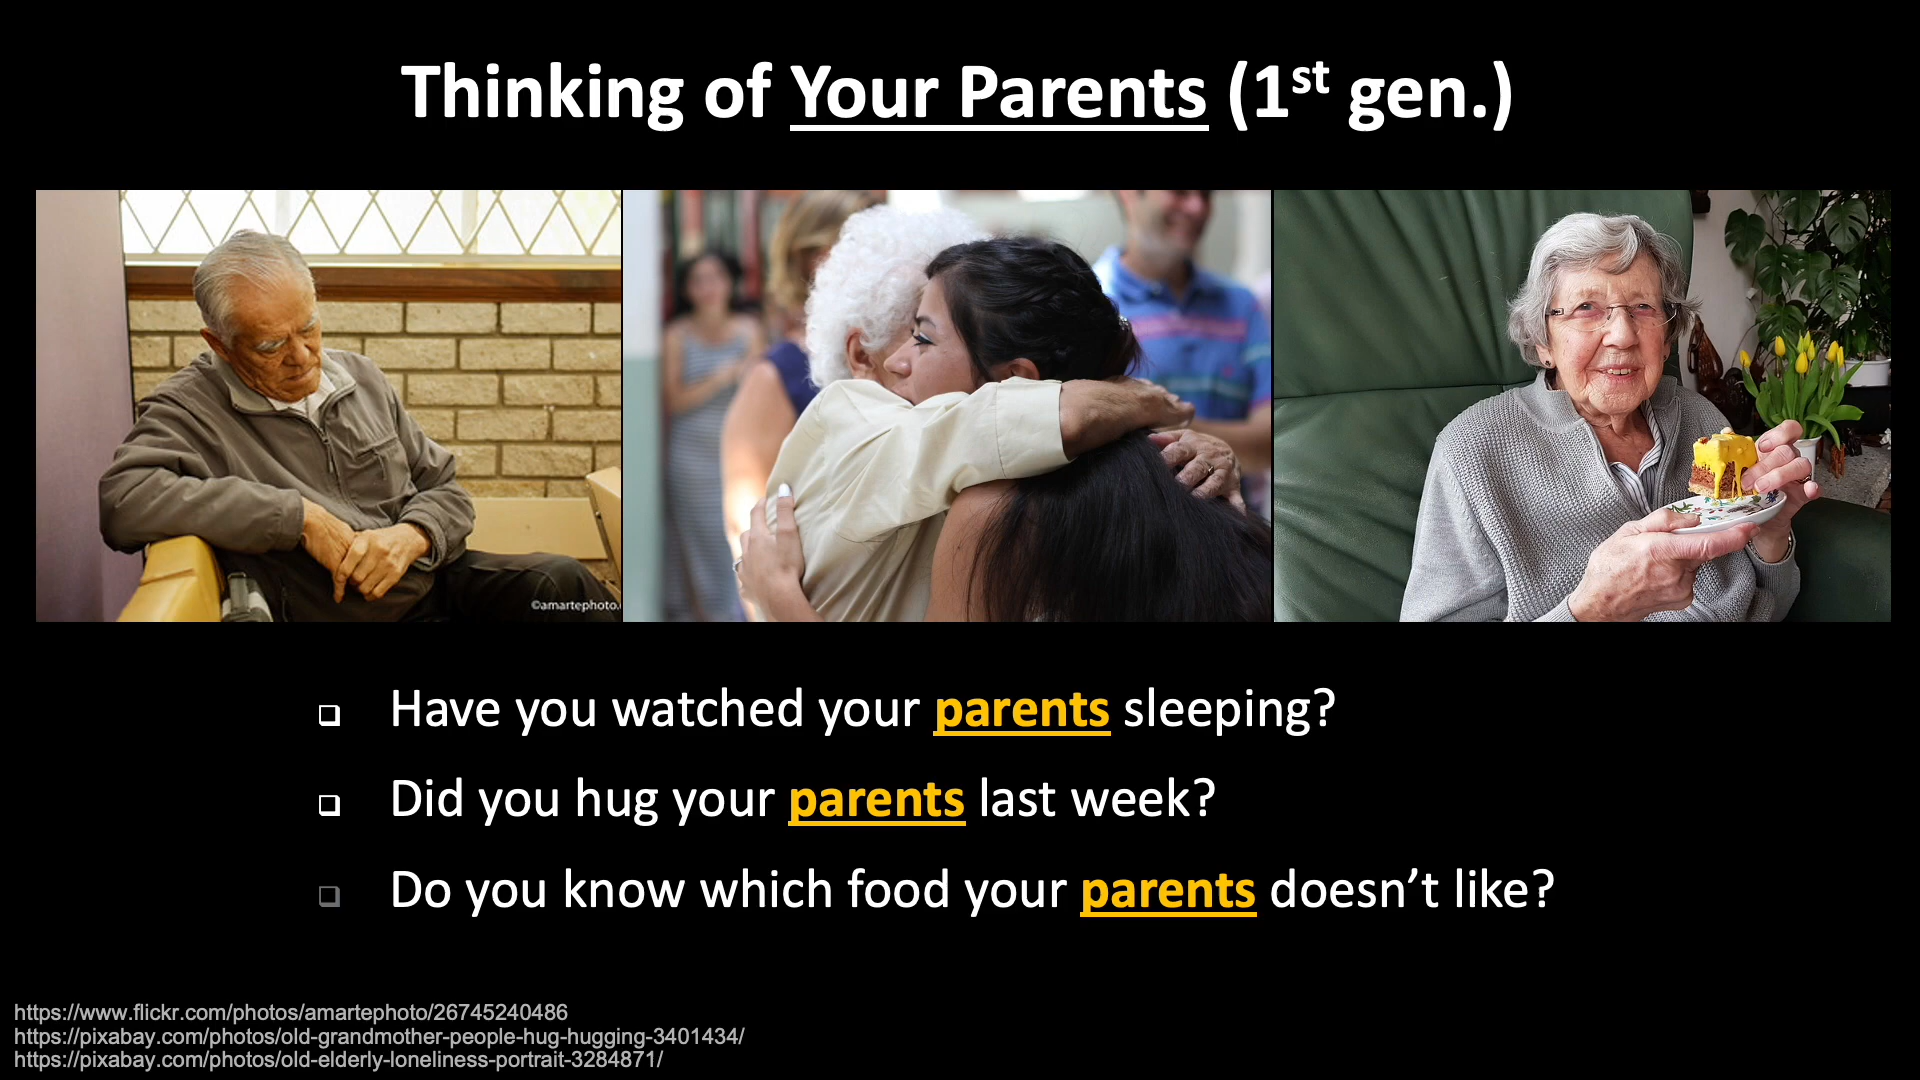 Thinking of Your Parents (1st gen.)
©amartephoto.
❑ Have you watched your parents sleeping?
❑ Did you hug your parents last week?
❑ Do you know which food your parents doesn’t like?
https://www.flickr.com/photos/amartephoto/26745240486
https://pixabay.com/photos/old-grandmother-people-hug-hugging-3401434/
https://pixabay.com/photos/old-elderly-loneliness-portrait-3284871/